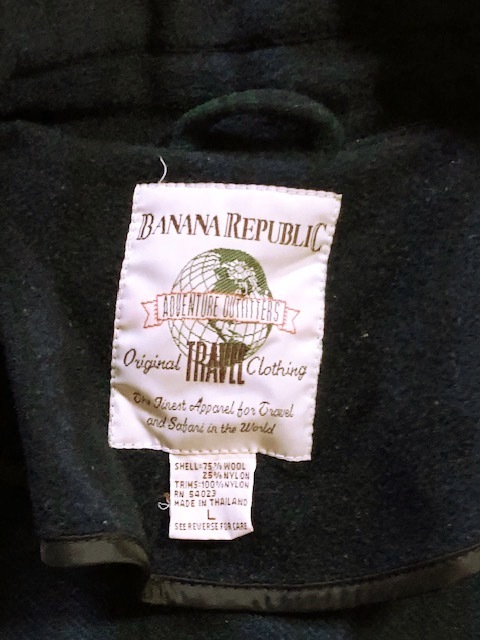 BANANA REPUBLIC
ADVENTURE OUTFITTERS
Original TRAVEL Clothing
The Finest Apparel for Travel
and Safari in the World
SHELL:75% WOOL
25% NYLON
TRIMS:100% NYLON
RN 54023
MADE IN THAILAND
L
SEE REVERSE FOR CARE